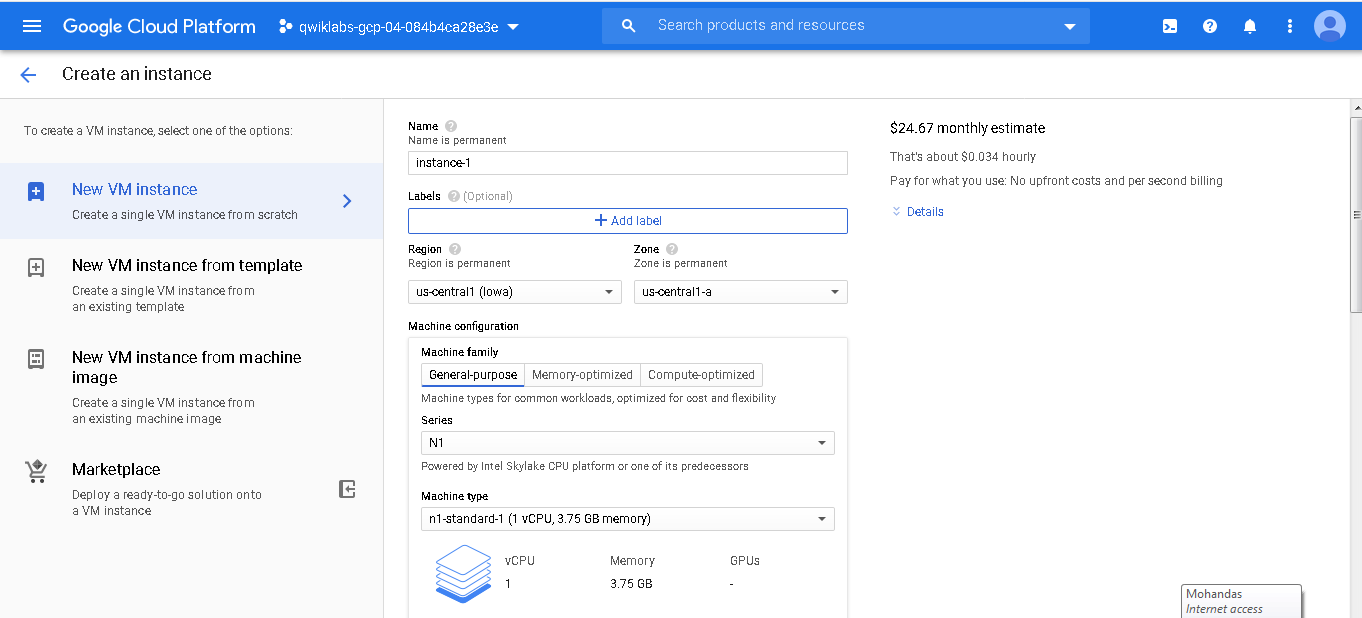 Google Cloud Platform
qwiklabs-gcp-04-084b4ca28e3e
Search products and resources
Create an instance
To create a VM instance, select one of the options:
New VM instance
Create a single VM instance from scratch
New VM instance from template
Create a single VM instance from
an existing template
New VM instance from machine
image
Create a single VM instance from
an existing machine image
Marketplace
Deploy a ready-to-go solution onto
a VM instance
Name
Name is permanent
instance-1
Labels (Optional)
Add label
Region
Region is permanent
us-central1 (Iowa)
Zone
Zone is permanent
us-central1-a
Machine configuration
Machine family
General-purpose Memory-optimized Compute-optimized
Machine types for common workloads, optimized for cost and flexibility
Series
N1
Powered by Intel Skylake CPU platform or one of its predecessors
Machine type
n1-standard-1 (1 vCPU, 3.75 GB memory)
vCPU Memory GPUs
1 3.75 GB -
$24.67 monthly estimate
That's about $0.034 hourly
Pay for what you use: No upfront costs and per second billing
Details
Mohandas
Internet access